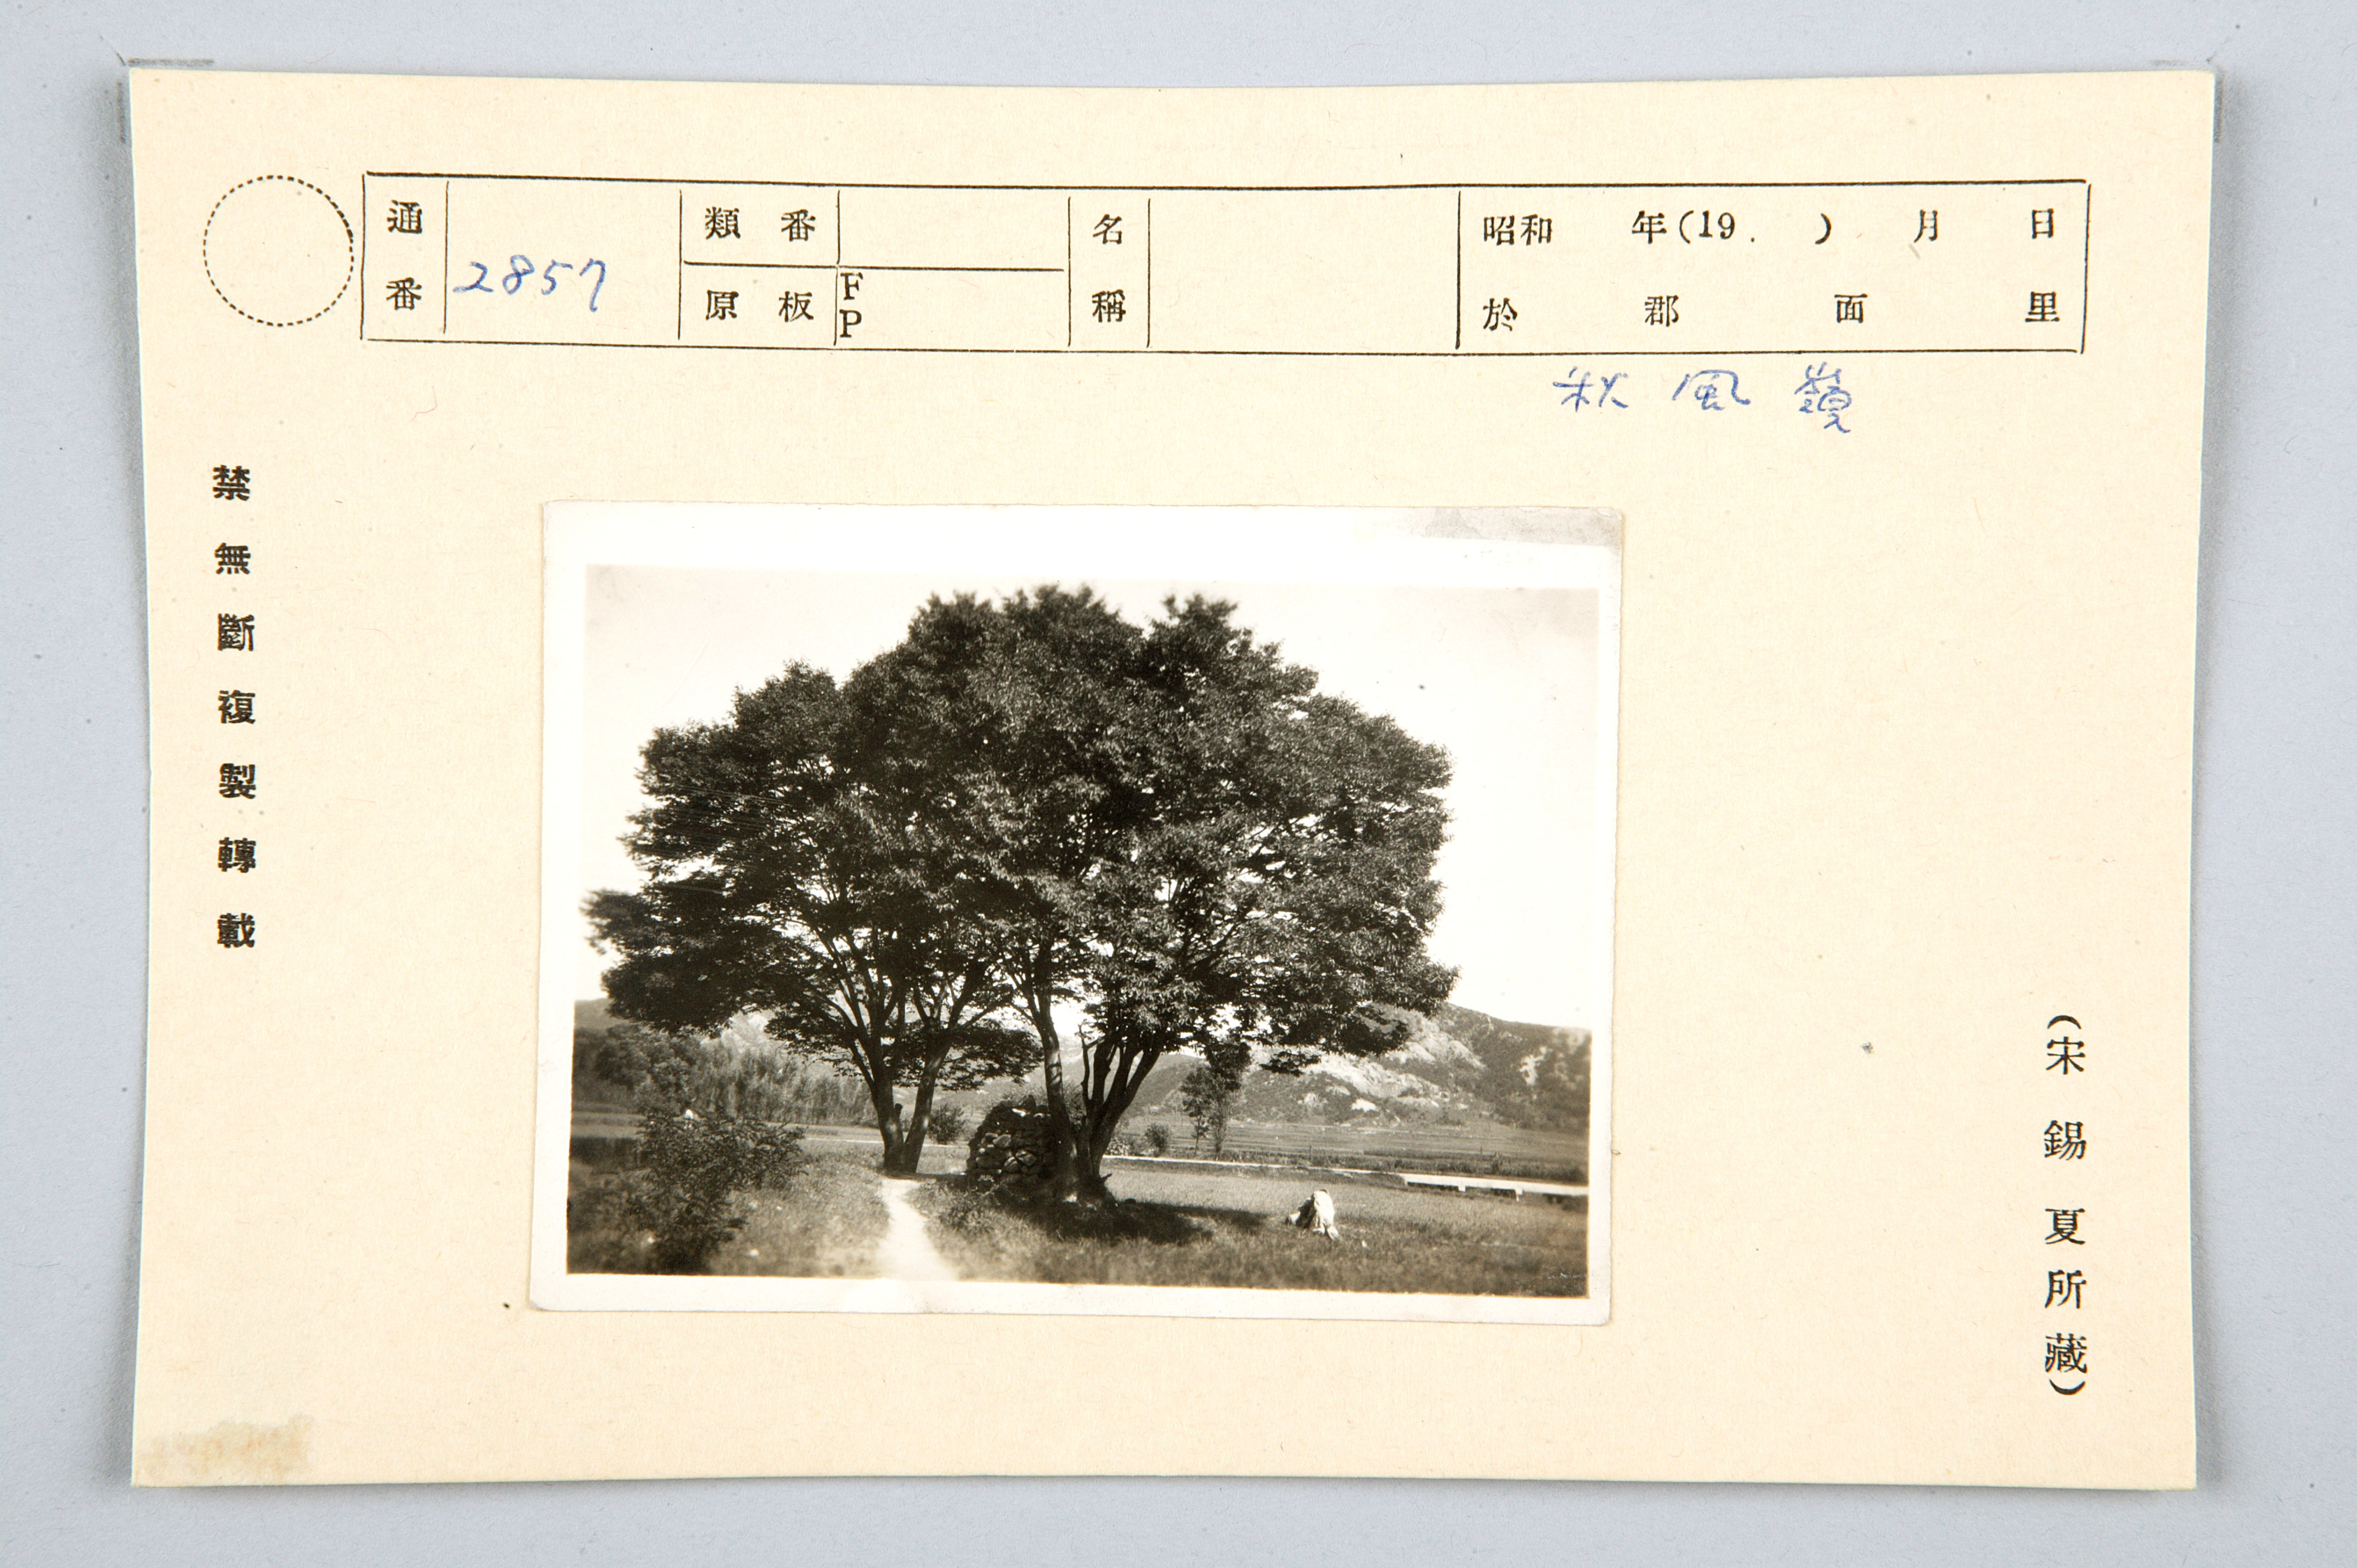 通番 2857 類番 名稱 昭和 年(19 . ) 月 日
原板 F P 於 郡 面 里
秋風嶺
禁無斷複製轉載
(宋錫夏所藏)